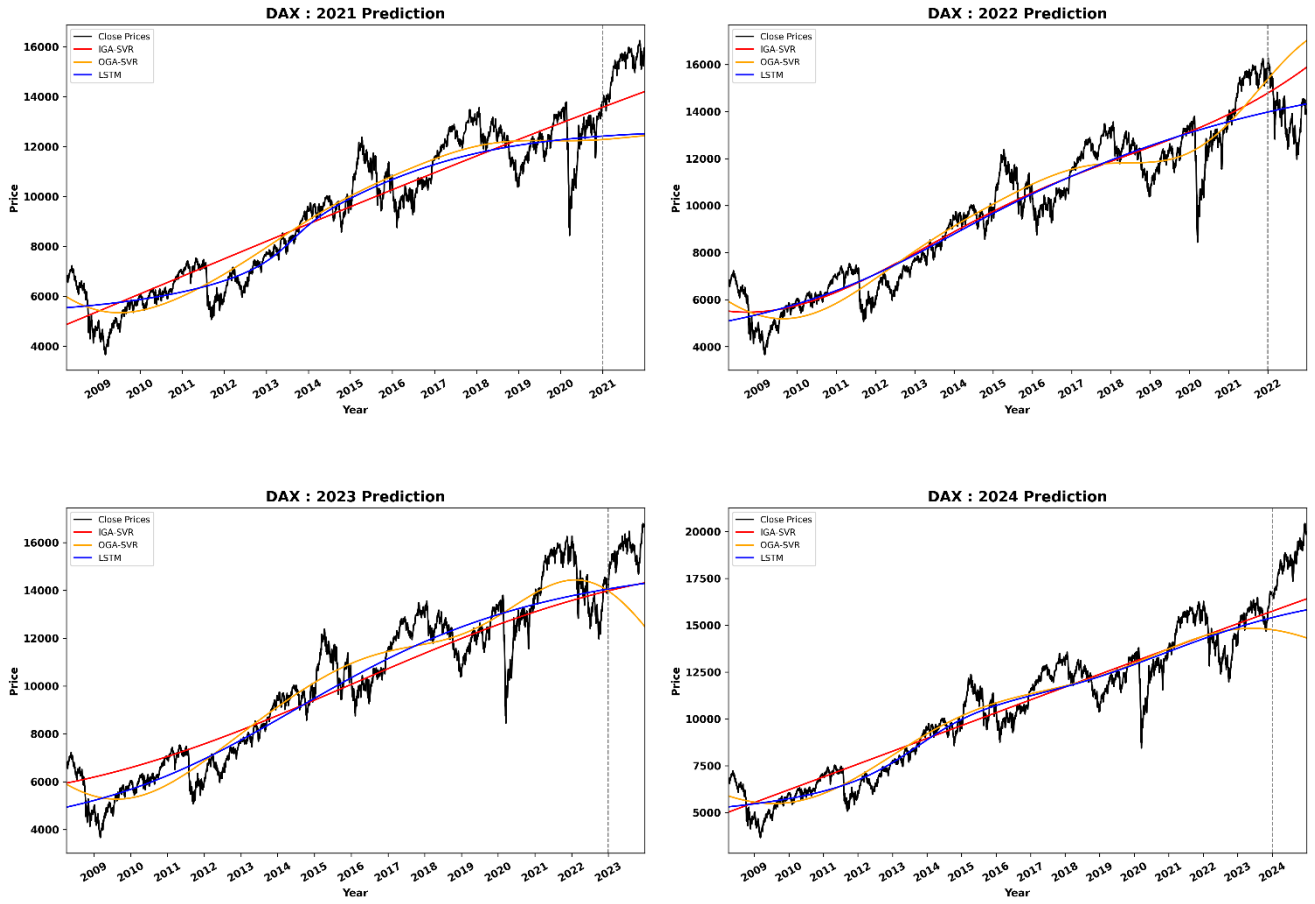 DAX : 2021 Prediction
Close Prices
IGA-SVR
OGA-SVR
LSTM
16000
14000
12000
10000
8000
6000
4000
Price
2009 2010 2011 2012 2013 2014 2015 2016 2017 2018 2019 2020 2021
Year
DAX : 2022 Prediction
Close Prices
IGA-SVR
OGA-SVR
LSTM
16000
14000
12000
10000
8000
6000
4000
Price
2009 2010 2011 2012 2013 2014 2015 2016 2017 2018 2019 2020 2021 2022
Year
DAX : 2023 Prediction
Close Prices
IGA-SVR
OGA-SVR
LSTM
16000
14000
12000
10000
8000
6000
4000
Price
2009 2010 2011 2012 2013 2014 2015 2016 2017 2018 2019 2020 2021 2022 2023
Year
DAX : 2024 Prediction
Close Prices
IGA-SVR
OGA-SVR
LSTM
20000
17500
15000
12500
10000
7500
5000
Price
2009 2010 2011 2012 2013 2014 2015 2016 2017 2018 2019 2020 2021 2022 2023 2024
Year